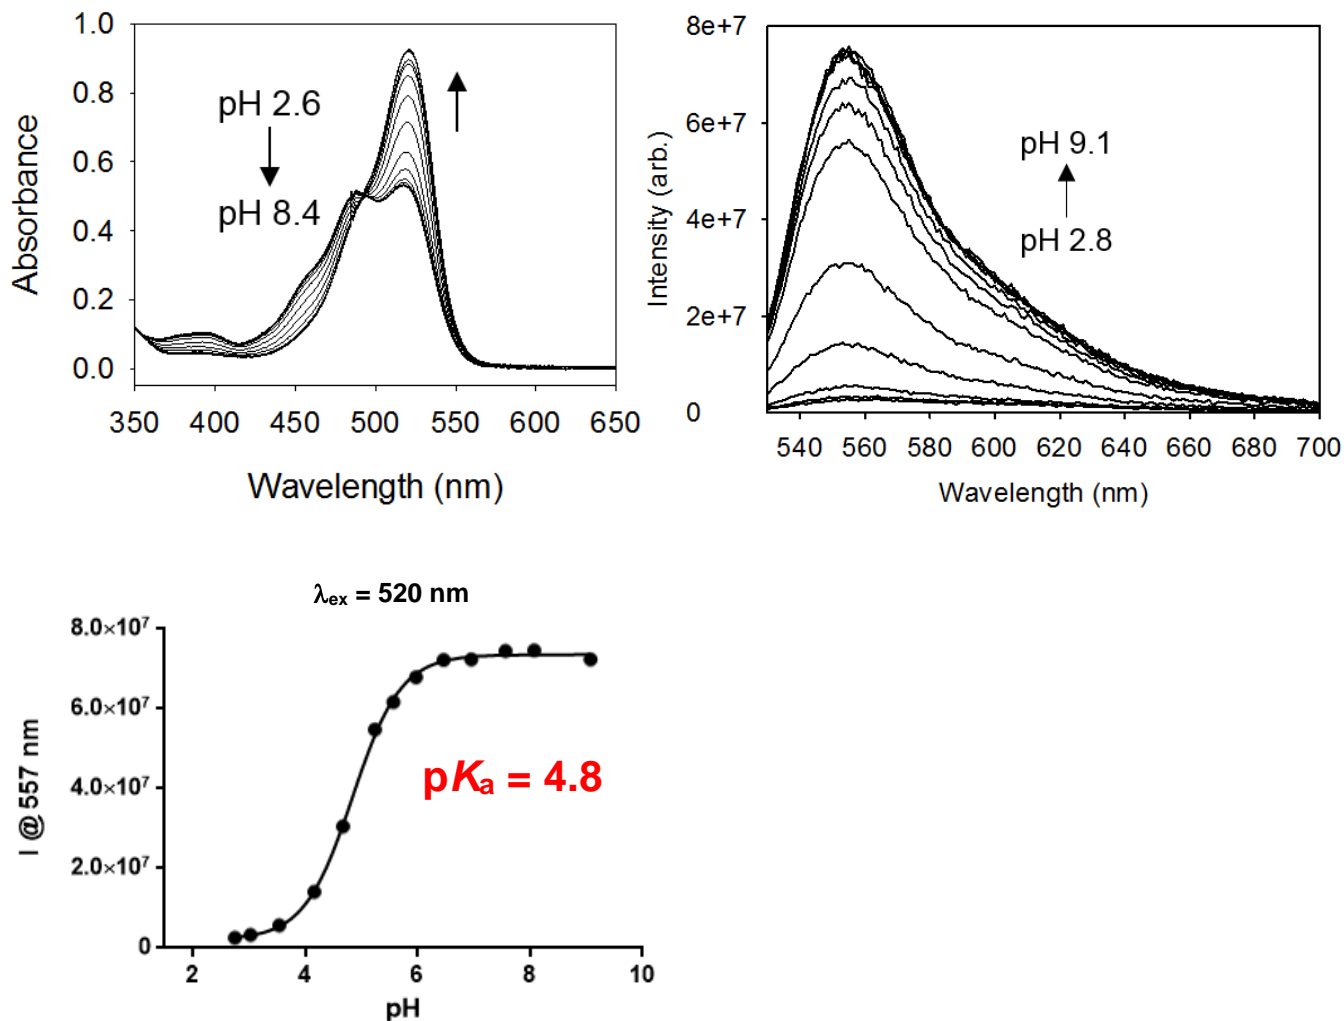 1.0
0.8
0.6
0.4
0.2
0.0
Absorbance
pH 2.6
pH 8.4
350 400 450 500 550 600 650
Wavelength (nm)
8e+7
6e+7
4e+7
2e+7
0
Intensity (arb.)
pH 9.1
pH 2.8
540 560 580 600 620 640 660 680 700
Wavelength (nm)
λex = 520 nm
8.0×10⁷
6.0×10⁷
4.0×10⁷
2.0×10⁷
0
I @ 557 nm
pKa = 4.8
2 4 6 8 10
pH